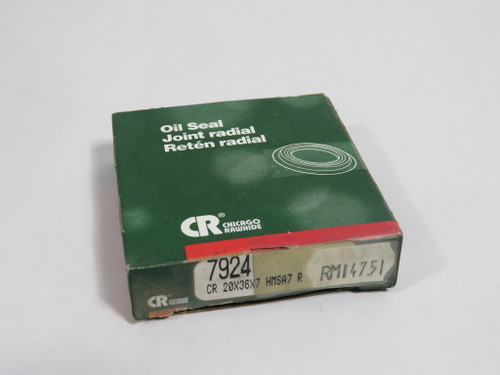 Oil Seal
Joint radial
Retén radial
CR® CHICAGO
RAWHIDE
7924
CR 20X36X7 HMSA7 R
RM14751
CR